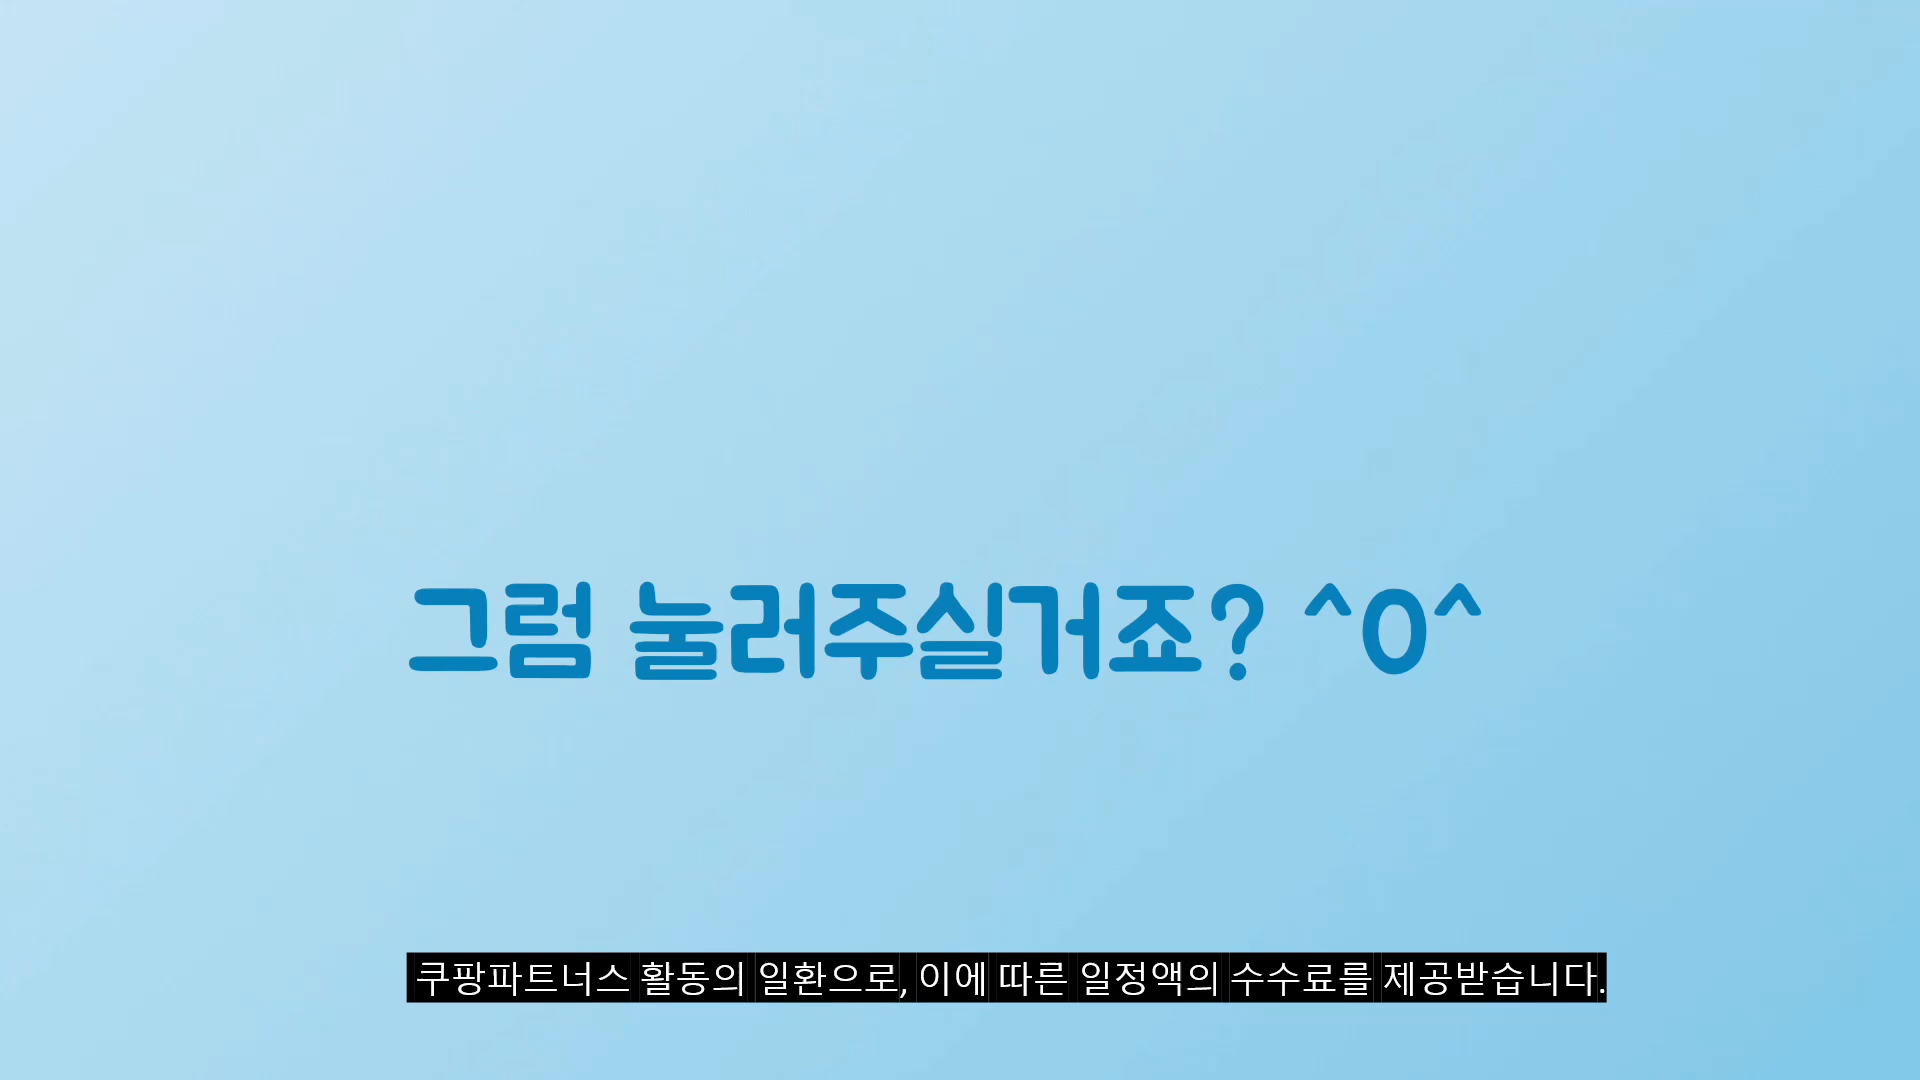 그럼 눌러주실거죠? ^0^
쿠팡파트너스 활동의 일환으로, 이에 따른 일정액의 수수료를 제공받습니다.